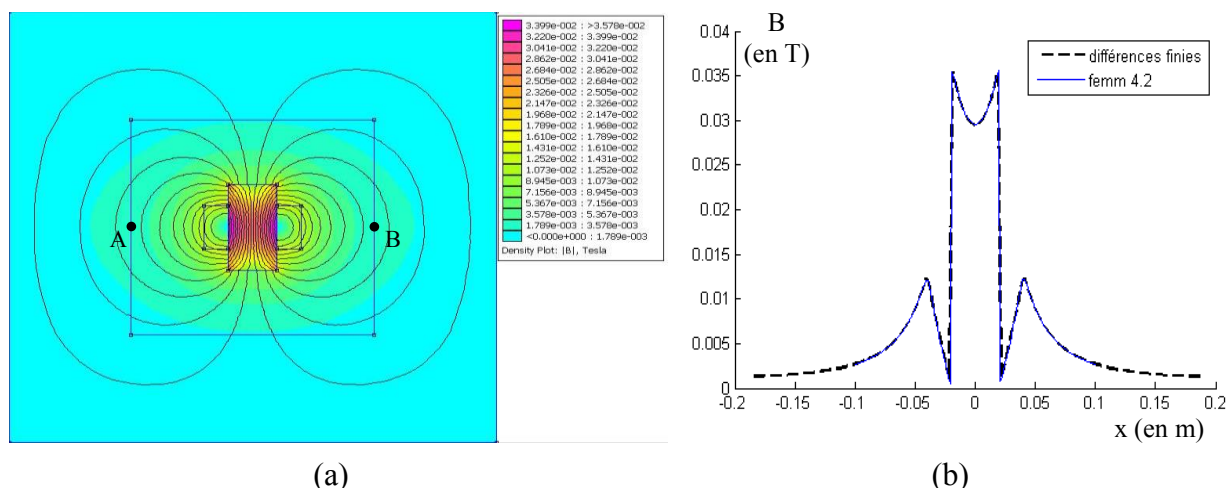 3.399e-002 : >3.578e-002
3.220e-002 : 3.399e-002
3.041e-002 : 3.220e-002
2.862e-002 : 3.041e-002
2.684e-002 : 2.862e-002
2.505e-002 : 2.684e-002
2.326e-002 : 2.505e-002
2.147e-002 : 2.326e-002
1.968e-002 : 2.147e-002
1.789e-002 : 1.968e-002
1.610e-002 : 1.789e-002
1.431e-002 : 1.610e-002
1.252e-002 : 1.431e-002
1.073e-002 : 1.252e-002
8.945e-003 : 1.073e-002
7.156e-003 : 8.945e-003
5.367e-003 : 7.156e-003
3.578e-003 : 5.367e-003
1.789e-003 : 3.578e-003
<0.000e+000 : 1.789e-003
Density Plot: |B|, Tesla
A
B
(a)
B
(en T)
différences finies
femm 4.2
0.04
0.035
0.03
0.025
0.02
0.015
0.01
0.005
0
-0.2
-0.15
-0.1
-0.05
0
0.05
0.1
0.15
0.2
x (en m)
(b)